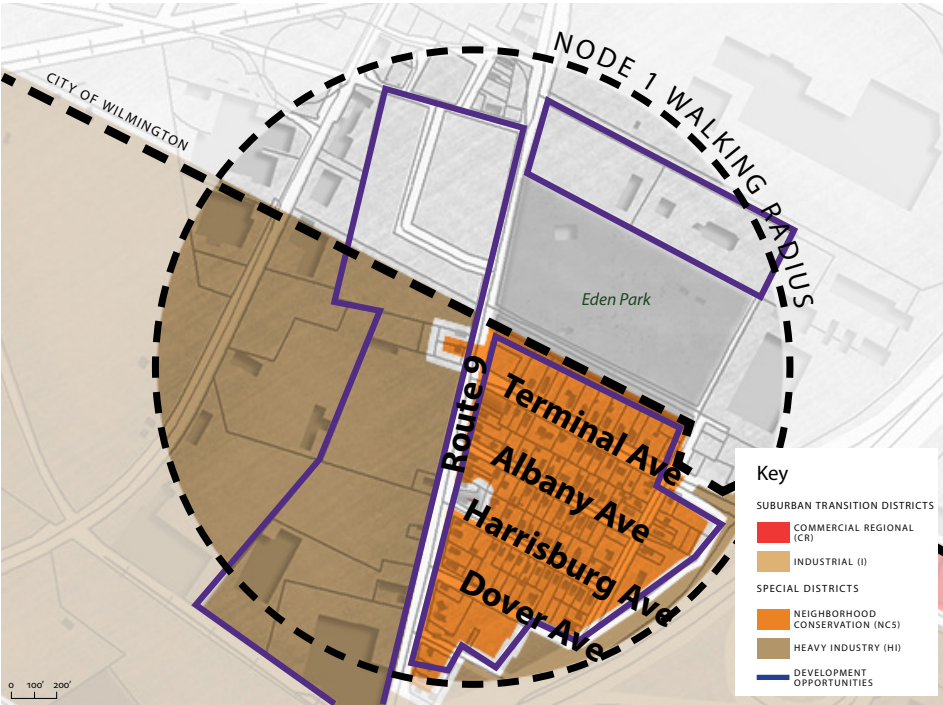 NODE 1 WALKING RADIUS
CITY OF WILMINGTON
Eden Park
Route 9
Terminal Ave
Albany Ave
Harrisburg Ave
Dover Ave
Key
SUBURBAN TRANSITION DISTRICTS
COMMERCIAL REGIONAL
(CR)
INDUSTRIAL (I)
SPECIAL DISTRICTS
NEIGHBORHOOD
CONSERVATION (NC5)
HEAVY INDUSTRY (HI)
DEVELOPMENT
OPPORTUNITIES
0 100' 200'